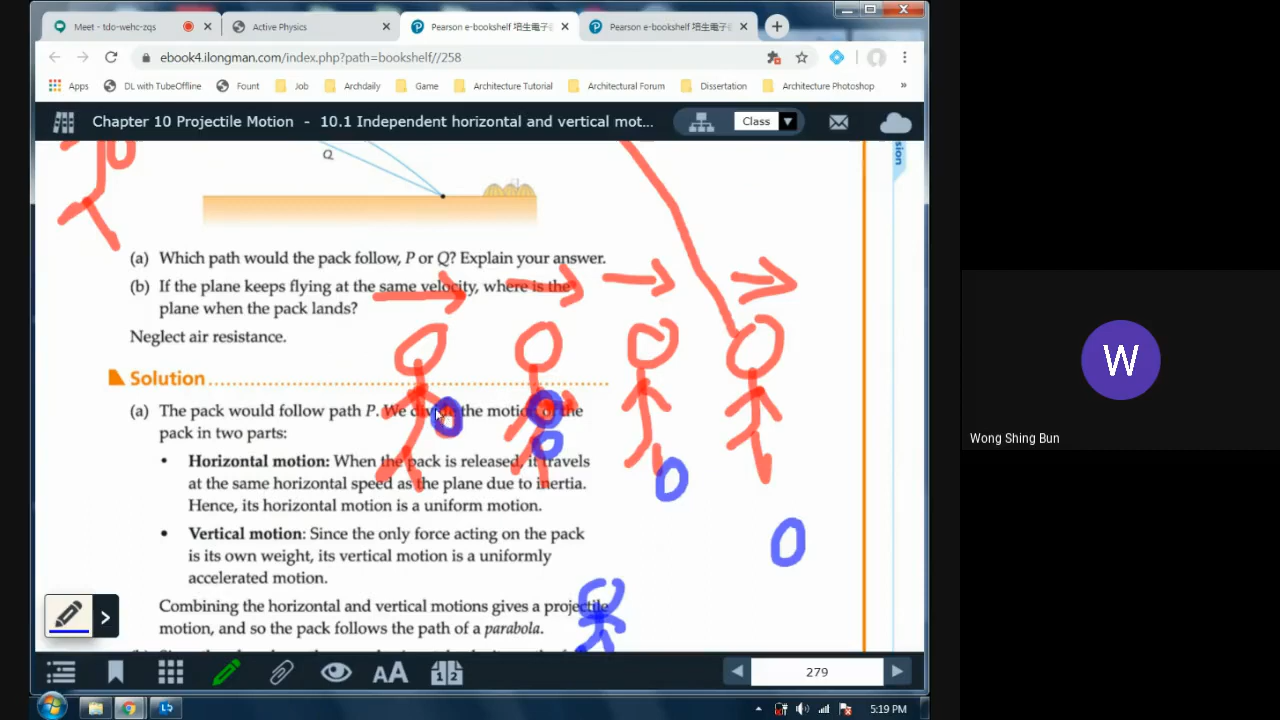 Meet - tdo-wehc-zqs
Active Physics
Pearson e-bookshelf 培生電子
Pearson e-bookshelf 培生電子
ebook4.ilongman.com/index.php?path=bookshelf//258
Apps
DL with TubeOffline
Fount
Job
Archdaily
Game
Architecture Tutorial
Architectural Forum
Dissertation
Architecture Photoshop
»
Chapter 10 Projectile Motion - 10.1 Independent horizontal and vertical mot...
Class
Q
(a) Which path would the pack follow, P or Q? Explain your answer.
(b) If the plane keeps flying at the same velocity, where is the
plane when the pack lands?
Neglect air resistance.
Solution
(a) The pack would follow path P. We divide the motion of the
pack in two parts:
• Horizontal motion: When the pack is released, it travels
at the same horizontal speed as the plane due to inertia.
Hence, its horizontal motion is a uniform motion.
• Vertical motion: Since the only force acting on the pack
is its own weight, its vertical motion is a uniformly
accelerated motion.
Combining the horizontal and vertical motions gives a projectile
motion, and so the pack follows the path of a parabola.
AA
1 2
279
5:19 PM
W
Wong Shing Bun